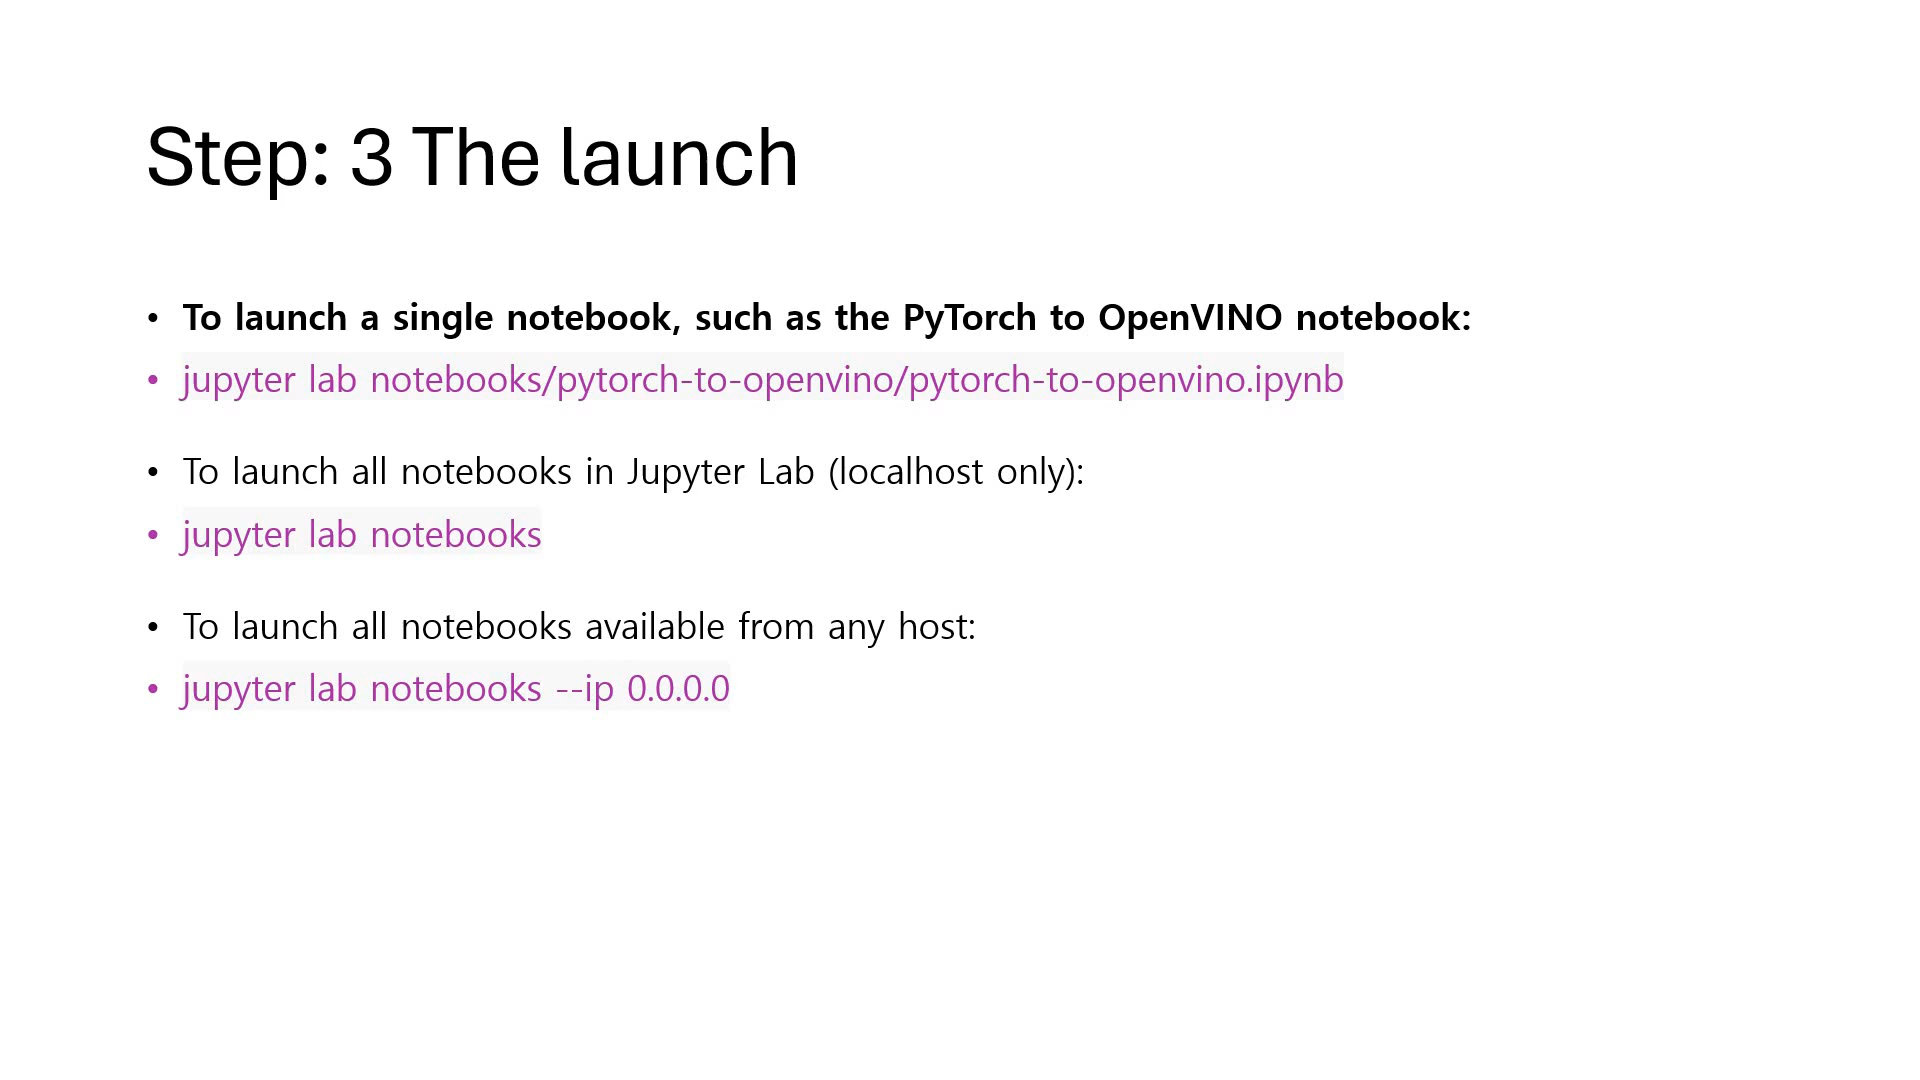 Step: 3 The launch
• To launch a single notebook, such as the PyTorch to OpenVINO notebook:
• jupyter lab notebooks/pytorch-to-openvino/pytorch-to-openvino.ipynb
• To launch all notebooks in Jupyter Lab (localhost only):
• jupyter lab notebooks
• To launch all notebooks available from any host:
• jupyter lab notebooks --ip 0.0.0.0